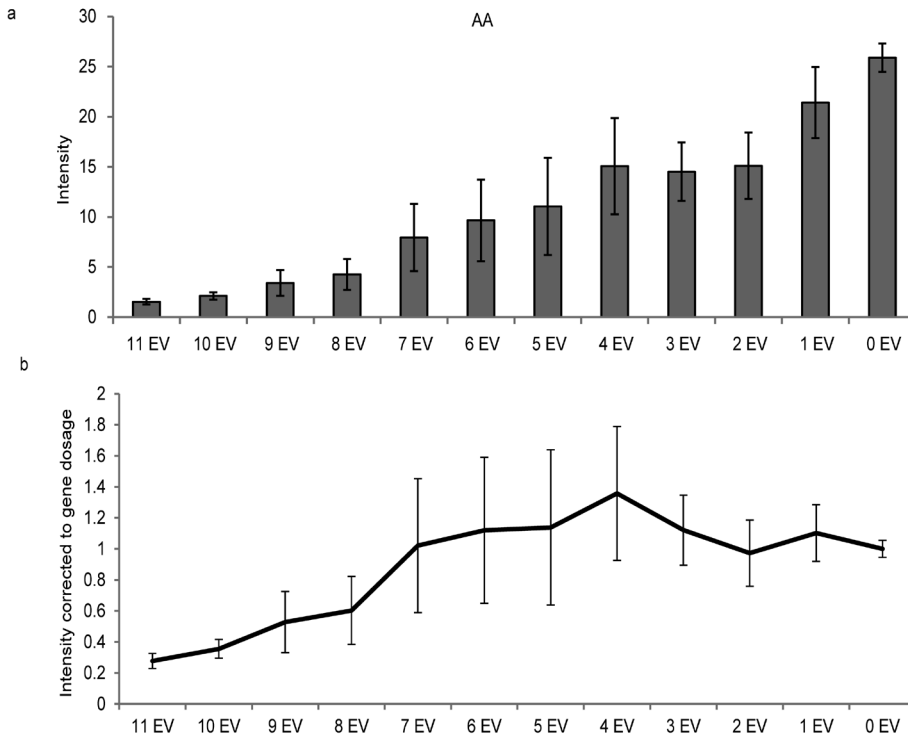 a
AA
Intensity
30
25
20
15
10
5
0
11 EV 10 EV 9 EV 8 EV 7 EV 6 EV 5 EV 4 EV 3 EV 2 EV 1 EV 0 EV
b
Intensity corrected to gene dosage
2
1.8
1.6
1.4
1.2
1
0.8
0.6
0.4
0.2
0
11 EV 10 EV 9 EV 8 EV 7 EV 6 EV 5 EV 4 EV 3 EV 2 EV 1 EV 0 EV